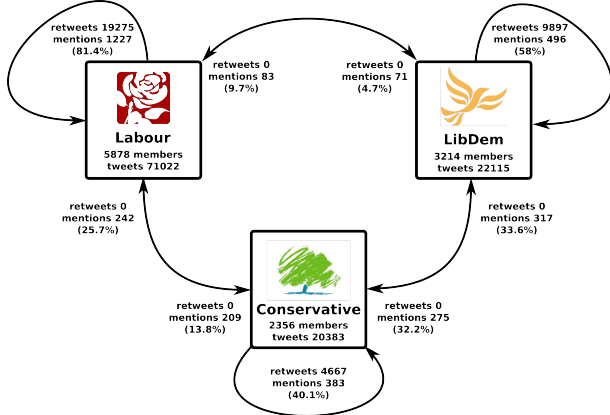 retweets 19275
mentions 1227
(81.4%)
retweets 9897
mentions 496
(58%)
retweets 0
mentions 83
(9.7%)
retweets 0
mentions 71
(4.7%)
Labour
5878 members
tweets 71022
LibDem
3214 members
tweets 22115
retweets 0
mentions 242
(25.7%)
retweets 0
mentions 317
(33.6%)
retweets 0
mentions 209
(13.8%)
Conservative
2356 members
tweets 20383
retweets 0
mentions 275
(32.2%)
retweets 4667
mentions 383
(40.1%)